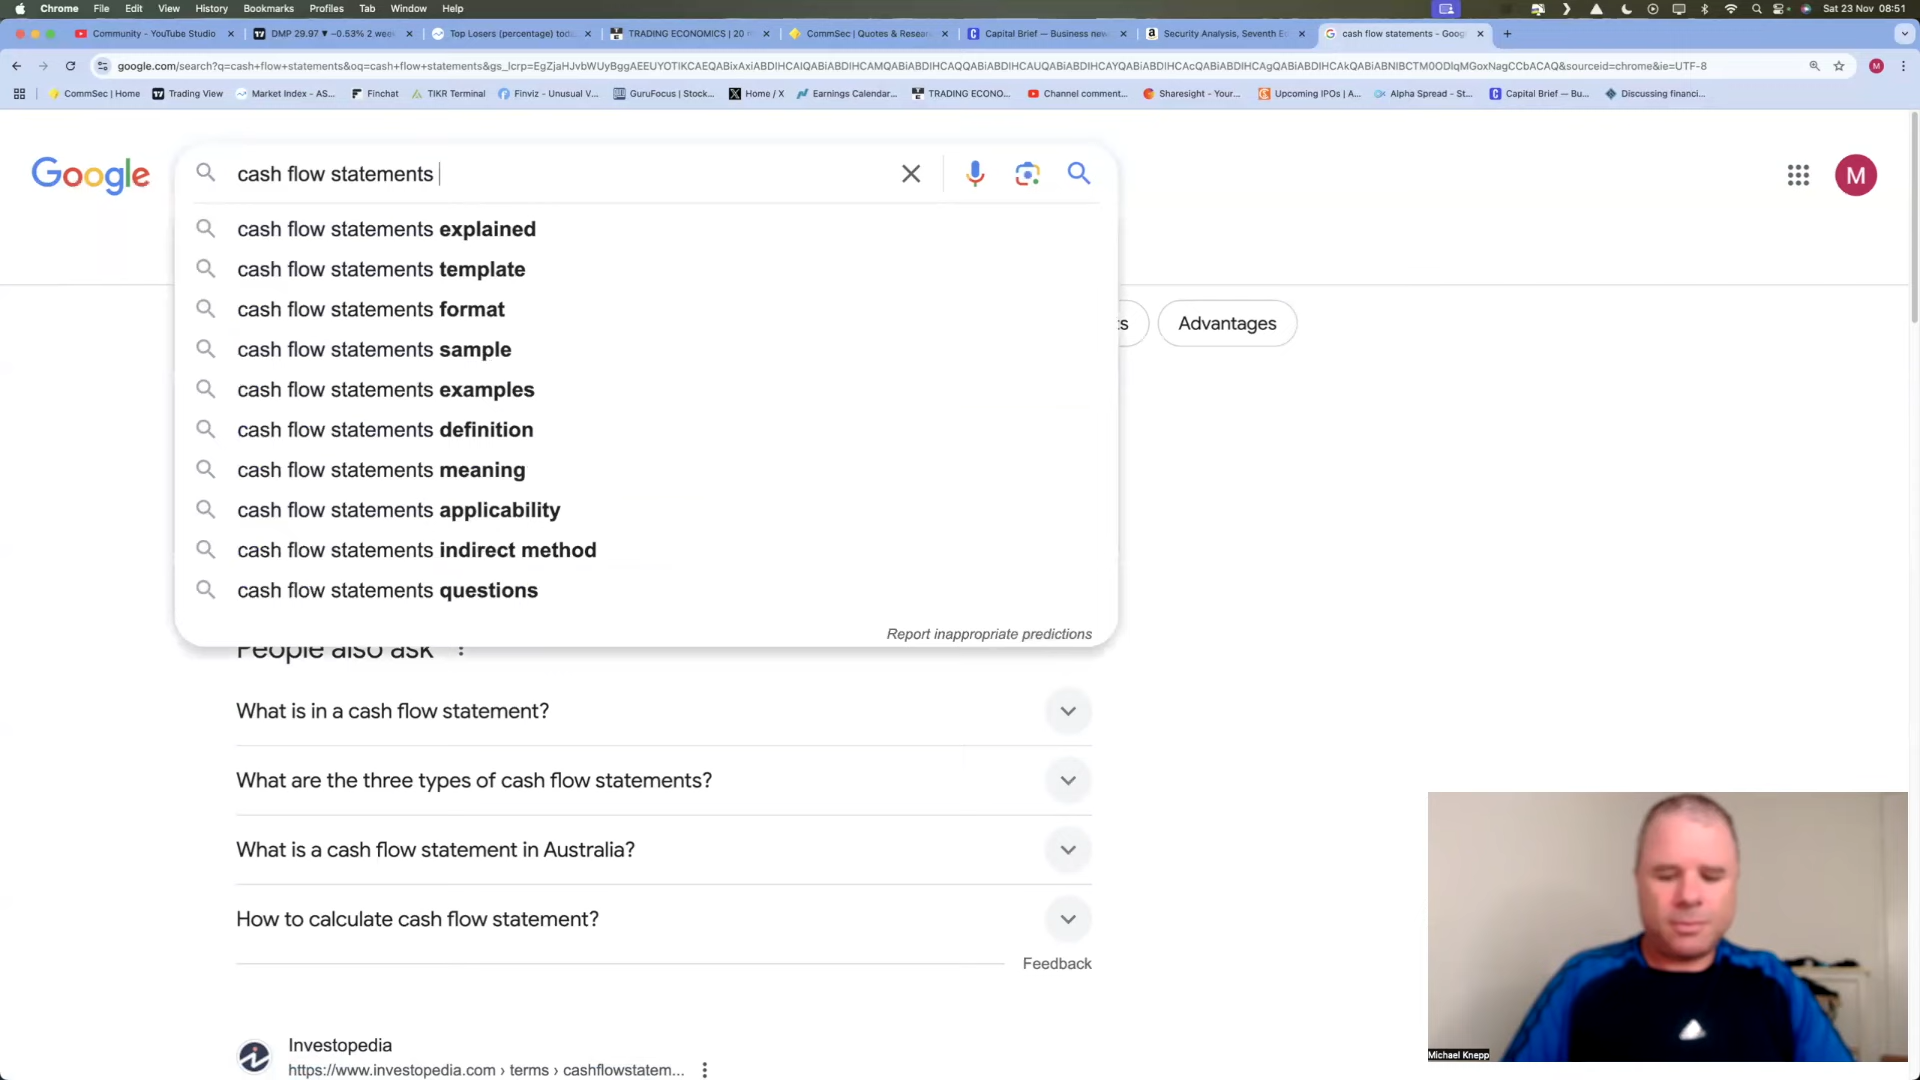 Chrome File Edit View History Bookmarks Profiles Tab Window Help Sat 23 Nov 08:51
Community - YouTube Studio DMP 29.97 ▼ −0.53% 2 wee Top Losers (percentage) toda TRADING ECONOMICS | 20 m CommSec | Quotes & Resear Capital Brief — Business new Security Analysis, Seventh Ed cash flow statements - Goog
google.com/search?q=cash+flow+statements&oq=cash+flow+statements&gs_lcrp=
CommSec | Home Trading View Market Index - AS... Finchat TIKR Terminal Finviz - Unusual V... GuruFocus | Stock... Home / X Earnings Calendar... TRADING ECONO... Channel comment... Sharesight - Your... Upcoming IPOs | A... Alpha Spread - St... Capital Brief — Bu... Discussing financi...
Google
cash flow statements
M
cash flow statements explained
cash flow statements template
cash flow statements format
Advantages
cash flow statements sample
cash flow statements examples
cash flow statements definition
cash flow statements meaning
cash flow statements applicability
cash flow statements indirect method
cash flow statements questions
Report inappropriate predictions
People also ask
What is in a cash flow statement?
What are the three types of cash flow statements?
What is a cash flow statement in Australia?
How to calculate cash flow statement?
Feedback
Investopedia
https://www.investopedia.com › terms › cashflowstatem...
Michael Knepp